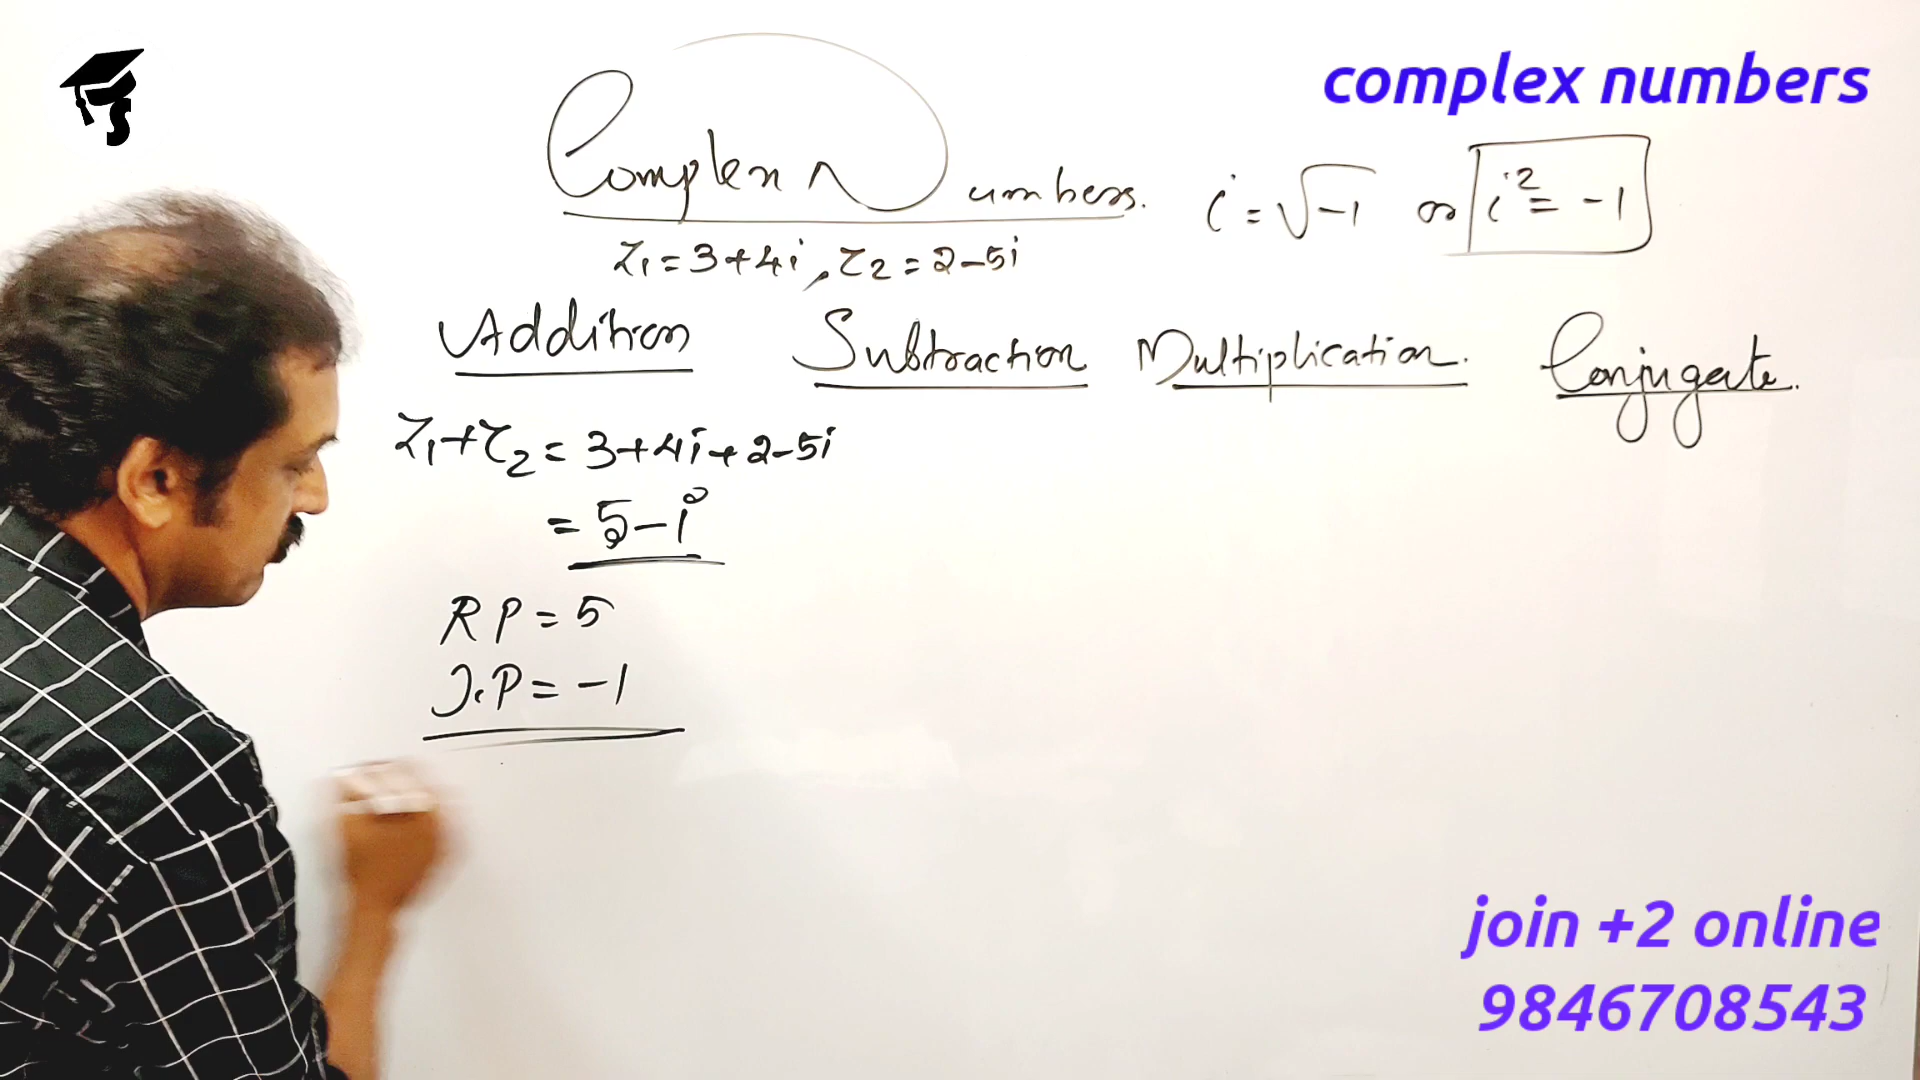 complex numbers
Complex Numbers. i = √-1 or i² = -1
Z1 = 3+4i, Z2 = 2-5i
Addition Subtraction Multiplication. Conjugate.
Z1+Z2 = 3+4i+2-5i
= 5-i
RP = 5
I.P = -1
join +2 online
9846708543